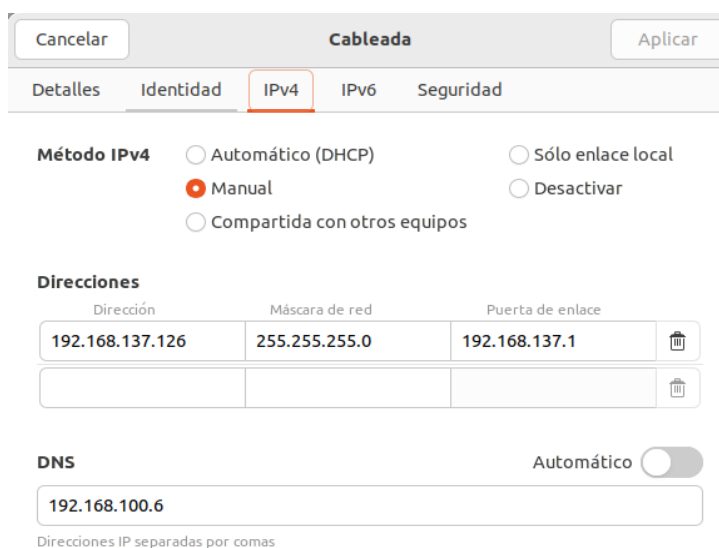 Cancelar Cableada Aplicar
Detalles Identidad IPv4 IPv6 Seguridad
Método IPv4 Automático (DHCP) Sólo enlace local
Manual Desactivar
Compartida con otros equipos
Direcciones
Dirección Máscara de red Puerta de enlace
192.168.137.126 255.255.255.0 192.168.137.1
DNS Automático
192.168.100.6
Direcciones IP separadas por comas